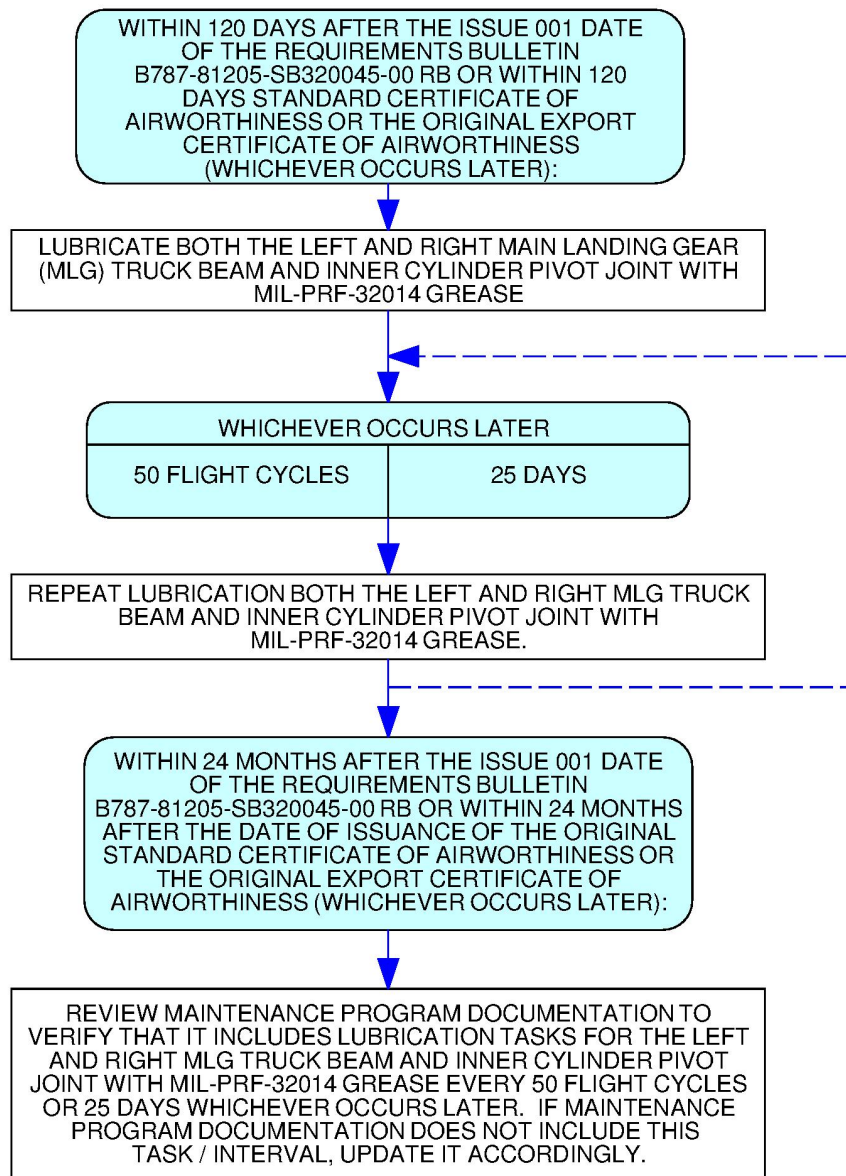 WITHIN 120 DAYS AFTER THE ISSUE 001 DATE
OF THE REQUIREMENTS BULLETIN
B787-81205-SB320045-00 RB OR WITHIN 120
DAYS STANDARD CERTIFICATE OF
AIRWORTHINESS OR THE ORIGINAL EXPORT
CERTIFICATE OF AIRWORTHINESS
(WHICHEVER OCCURS LATER):
LUBRICATE BOTH THE LEFT AND RIGHT MAIN LANDING GEAR
(MLG) TRUCK BEAM AND INNER CYLINDER PIVOT JOINT WITH
MIL-PRF-32014 GREASE
WHICHEVER OCCURS LATER
50 FLIGHT CYCLES
25 DAYS
REPEAT LUBRICATION BOTH THE LEFT AND RIGHT MLG TRUCK
BEAM AND INNER CYLINDER PIVOT JOINT WITH
MIL-PRF-32014 GREASE.
WITHIN 24 MONTHS AFTER THE ISSUE 001 DATE
OF THE REQUIREMENTS BULLETIN
B787-81205-SB320045-00 RB OR WITHIN 24 MONTHS
AFTER THE DATE OF ISSUANCE OF THE ORIGINAL
STANDARD CERTIFICATE OF AIRWORTHINESS OR
THE ORIGINAL EXPORT CERTIFICATE OF
AIRWORTHINESS (WHICHEVER OCCURS LATER):
REVIEW MAINTENANCE PROGRAM DOCUMENTATION TO
VERIFY THAT IT INCLUDES LUBRICATION TASKS FOR THE LEFT
AND RIGHT MLG TRUCK BEAM AND INNER CYLINDER PIVOT
JOINT WITH MIL-PRF-32014 GREASE EVERY 50 FLIGHT CYCLES
OR 25 DAYS WHICHEVER OCCURS LATER. IF MAINTENANCE
PROGRAM DOCUMENTATION DOES NOT INCLUDE THIS
TASK / INTERVAL, UPDATE IT ACCORDINGLY.